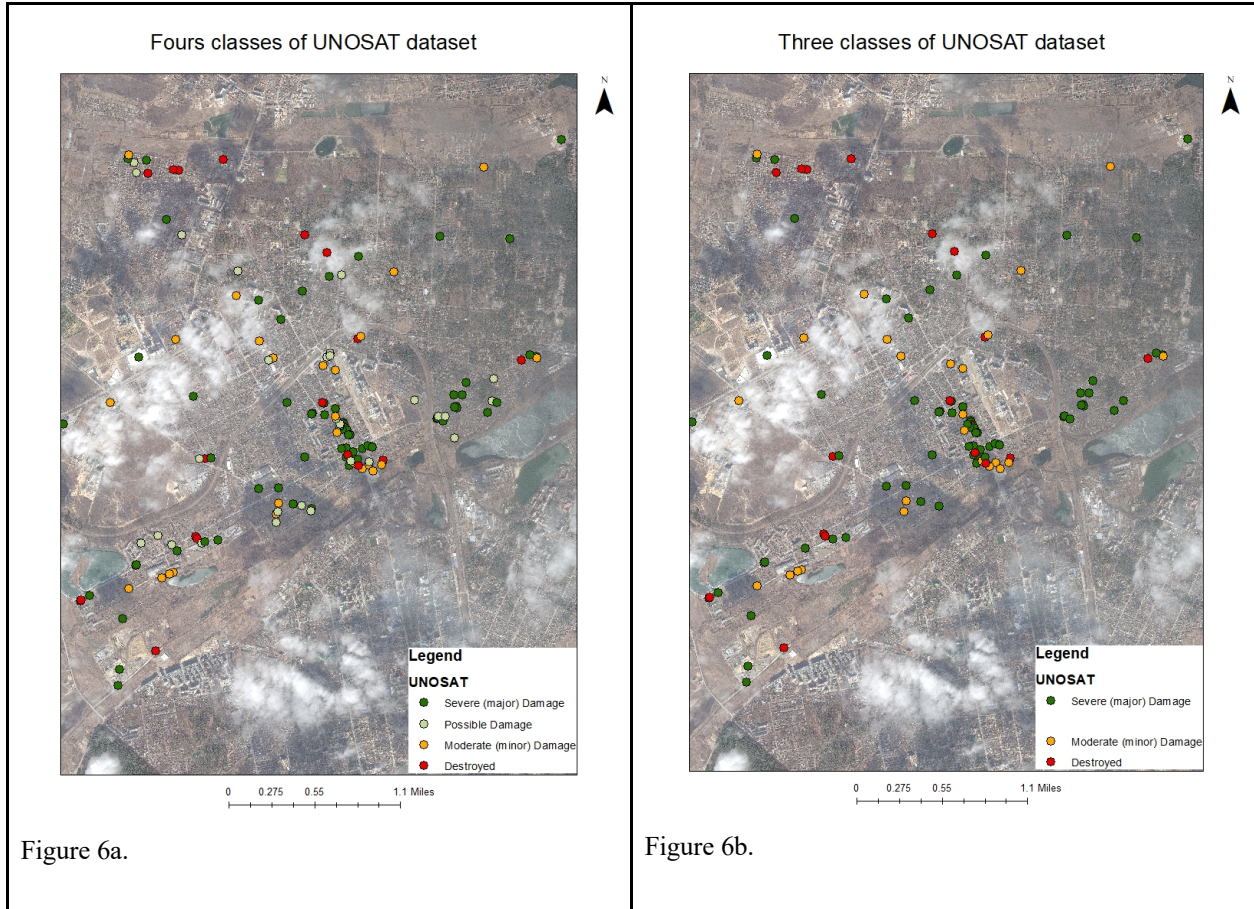 Fours classes of UNOSAT dataset
N
Legend
UNOSAT
Severe (major) Damage
Possible Damage
Moderate (minor) Damage
Destroyed
0 0.275 0.55 1.1 Miles
Figure 6a.
Three classes of UNOSAT dataset
N
Legend
UNOSAT
Severe (major) Damage
Moderate (minor) Damage
Destroyed
0 0.275 0.55 1.1 Miles
Figure 6b.